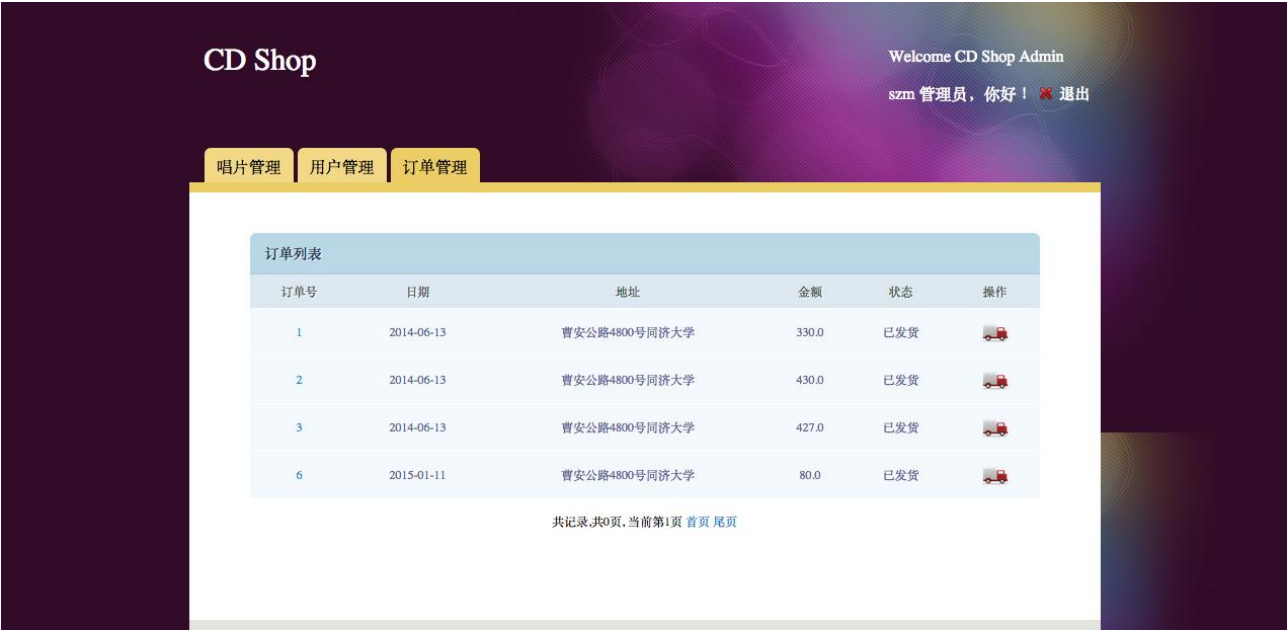 CD Shop
Welcome CD Shop Admin
szm 管理员，你好！ 退出
唱片管理 用户管理 订单管理
订单列表
订单号 日期 地址 金额 状态 操作
1 2014-06-13 曹安公路4800号同济大学 330.0 已发货
2 2014-06-13 曹安公路4800号同济大学 430.0 已发货
3 2014-06-13 曹安公路4800号同济大学 427.0 已发货
6 2015-01-11 曹安公路4800号同济大学 80.0 已发货
共记录,共0页, 当前第1页 首页 尾页